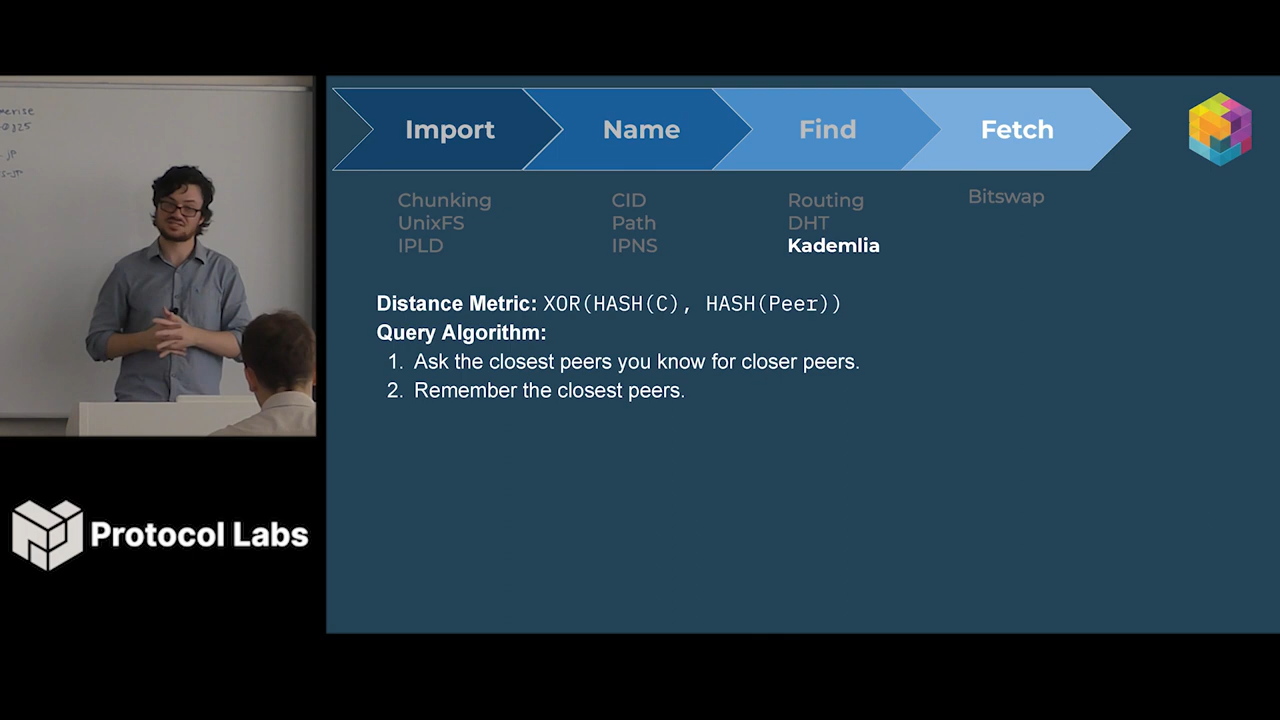 Import
Name
Find
Fetch
Chunking
UnixFS
IPLD
CID
Path
IPNS
Routing
DHT
Kademlia
Bitswap
Distance Metric: XOR(HASH(C), HASH(Peer))
Query Algorithm:
1. Ask the closest peers you know for closer peers.
2. Remember the closest peers.
Protocol Labs